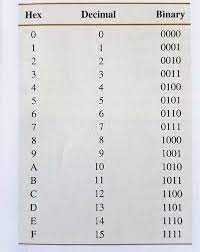 Hex Decimal Binary
0 0 0000
1 1 0001
2 2 0010
3 3 0011
4 4 0100
5 5 0101
6 6 0110
7 7 0111
8 8 1000
9 9 1001
A 10 1010
B 11 1011
C 12 1100
D 13 1101
E 14 1110
F 15 1111